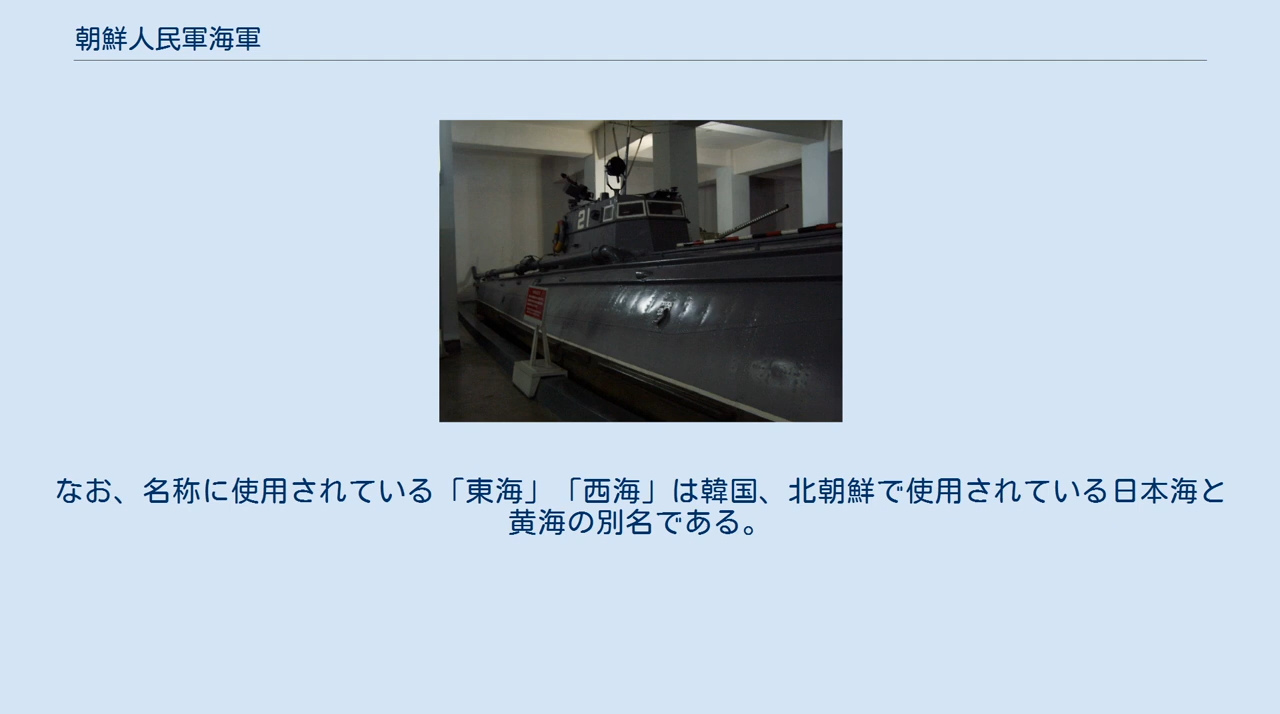 朝鮮人民軍海軍
21
なお、名称に使用されている「東海」「西海」は韓国、北朝鮮で使用されている日本海と
黄海の別名である。